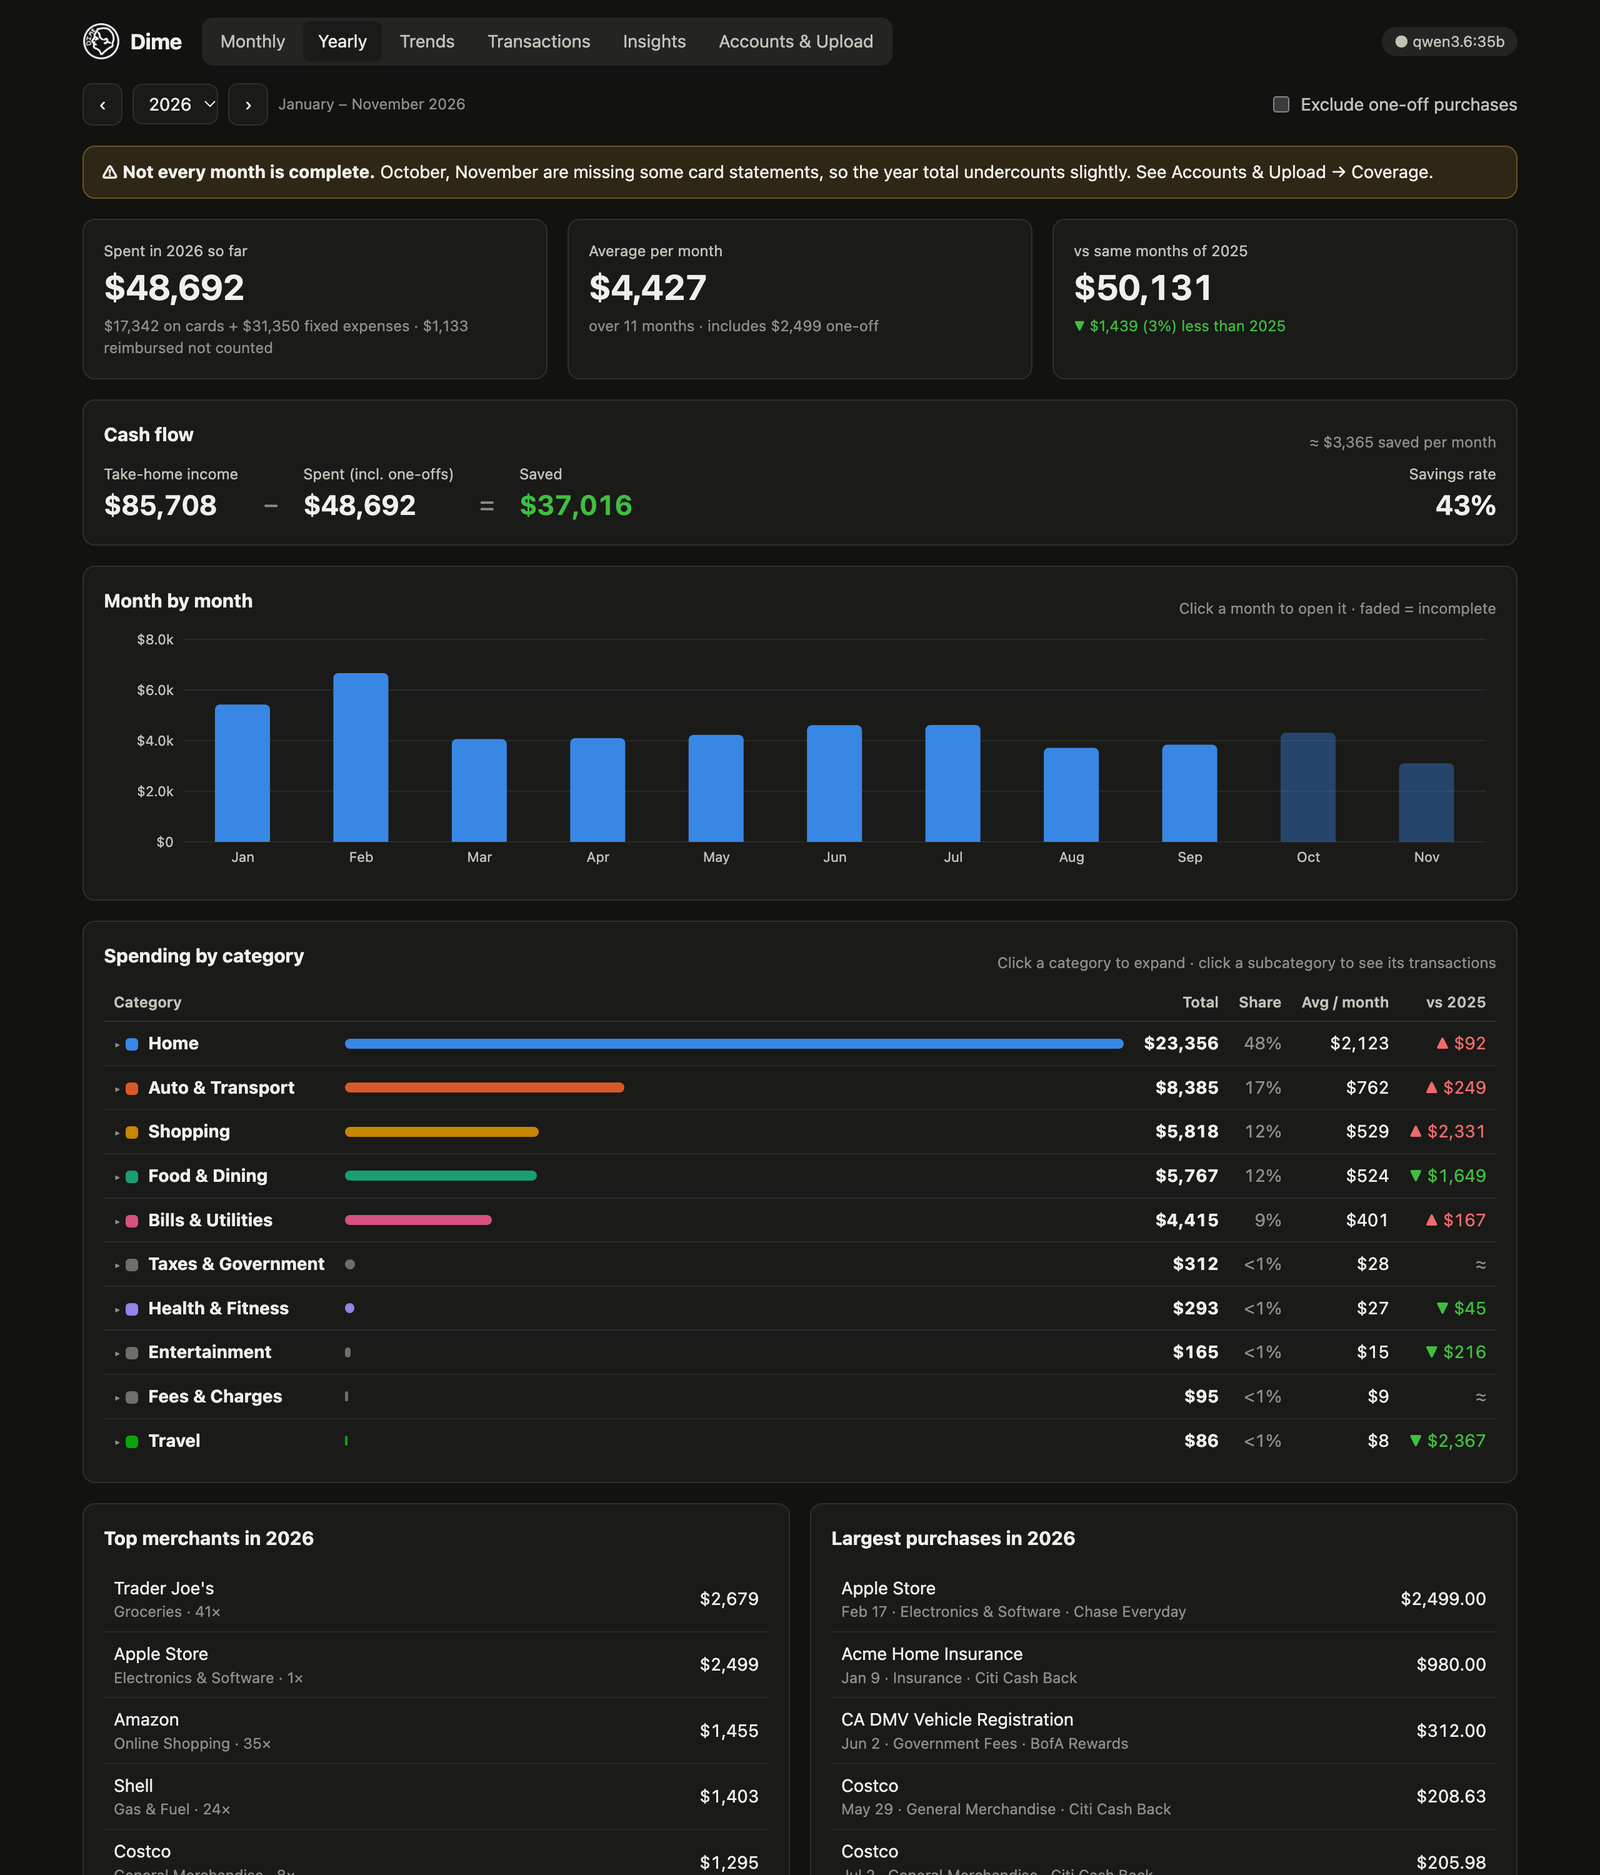 Dime
Monthly
Yearly
Trends
Transactions
Insights
Accounts & Upload
qwen3.6:35b
‹
2026
›
January – November 2026
Exclude one-off purchases
⚠ Not every month is complete. October, November are missing some card statements, so the year total undercounts slightly. See Accounts & Upload → Coverage.
Spent in 2026 so far
$48,692
$17,342 on cards + $31,350 fixed expenses · $1,133
reimbursed not counted
Average per month
$4,427
over 11 months · includes $2,499 one-off
vs same months of 2025
$50,131
▼ $1,439 (3%) less than 2025
Cash flow
≈ $3,365 saved per month
Take-home income
$85,708
–
Spent (incl. one-offs)
$48,692
=
Saved
$37,016
Savings rate
43%
Month by month
Click a month to open it · faded = incomplete
$8.0k
$6.0k
$4.0k
$2.0k
$0
Jan Feb Mar Apr May Jun Jul Aug Sep Oct Nov
Spending by category
Click a category to expand · click a subcategory to see its transactions
Category Total Share Avg / month vs 2025
▸ Home $23,356 48% $2,123 ▲ $92
▸ Auto & Transport $8,385 17% $762 ▲ $249
▸ Shopping $5,818 12% $529 ▲ $2,331
▸ Food & Dining $5,767 12% $524 ▼ $1,649
▸ Bills & Utilities $4,415 9% $401 ▲ $167
▸ Taxes & Government $312 <1% $28 ≈
▸ Health & Fitness $293 <1% $27 ▼ $45
▸ Entertainment $165 <1% $15 ▼ $216
▸ Fees & Charges $95 <1% $9 ≈
▸ Travel $86 <1% $8 ▼ $2,367
Top merchants in 2026
Trader Joe's
Groceries · 41×
$2,679
Apple Store
Electronics & Software · 1×
$2,499
Amazon
Online Shopping · 35×
$1,455
Shell
Gas & Fuel · 24×
$1,403
Costco
General Merchandise · 8×
$1,295
Largest purchases in 2026
Apple Store
Feb 17 · Electronics & Software · Chase Everyday
$2,499.00
Acme Home Insurance
Jan 9 · Insurance · Citi Cash Back
$980.00
CA DMV Vehicle Registration
Jun 2 · Government Fees · BofA Rewards
$312.00
Costco
May 29 · General Merchandise · Citi Cash Back
$208.63
Costco
General Merchandise · Citi Cash Back
$205.98